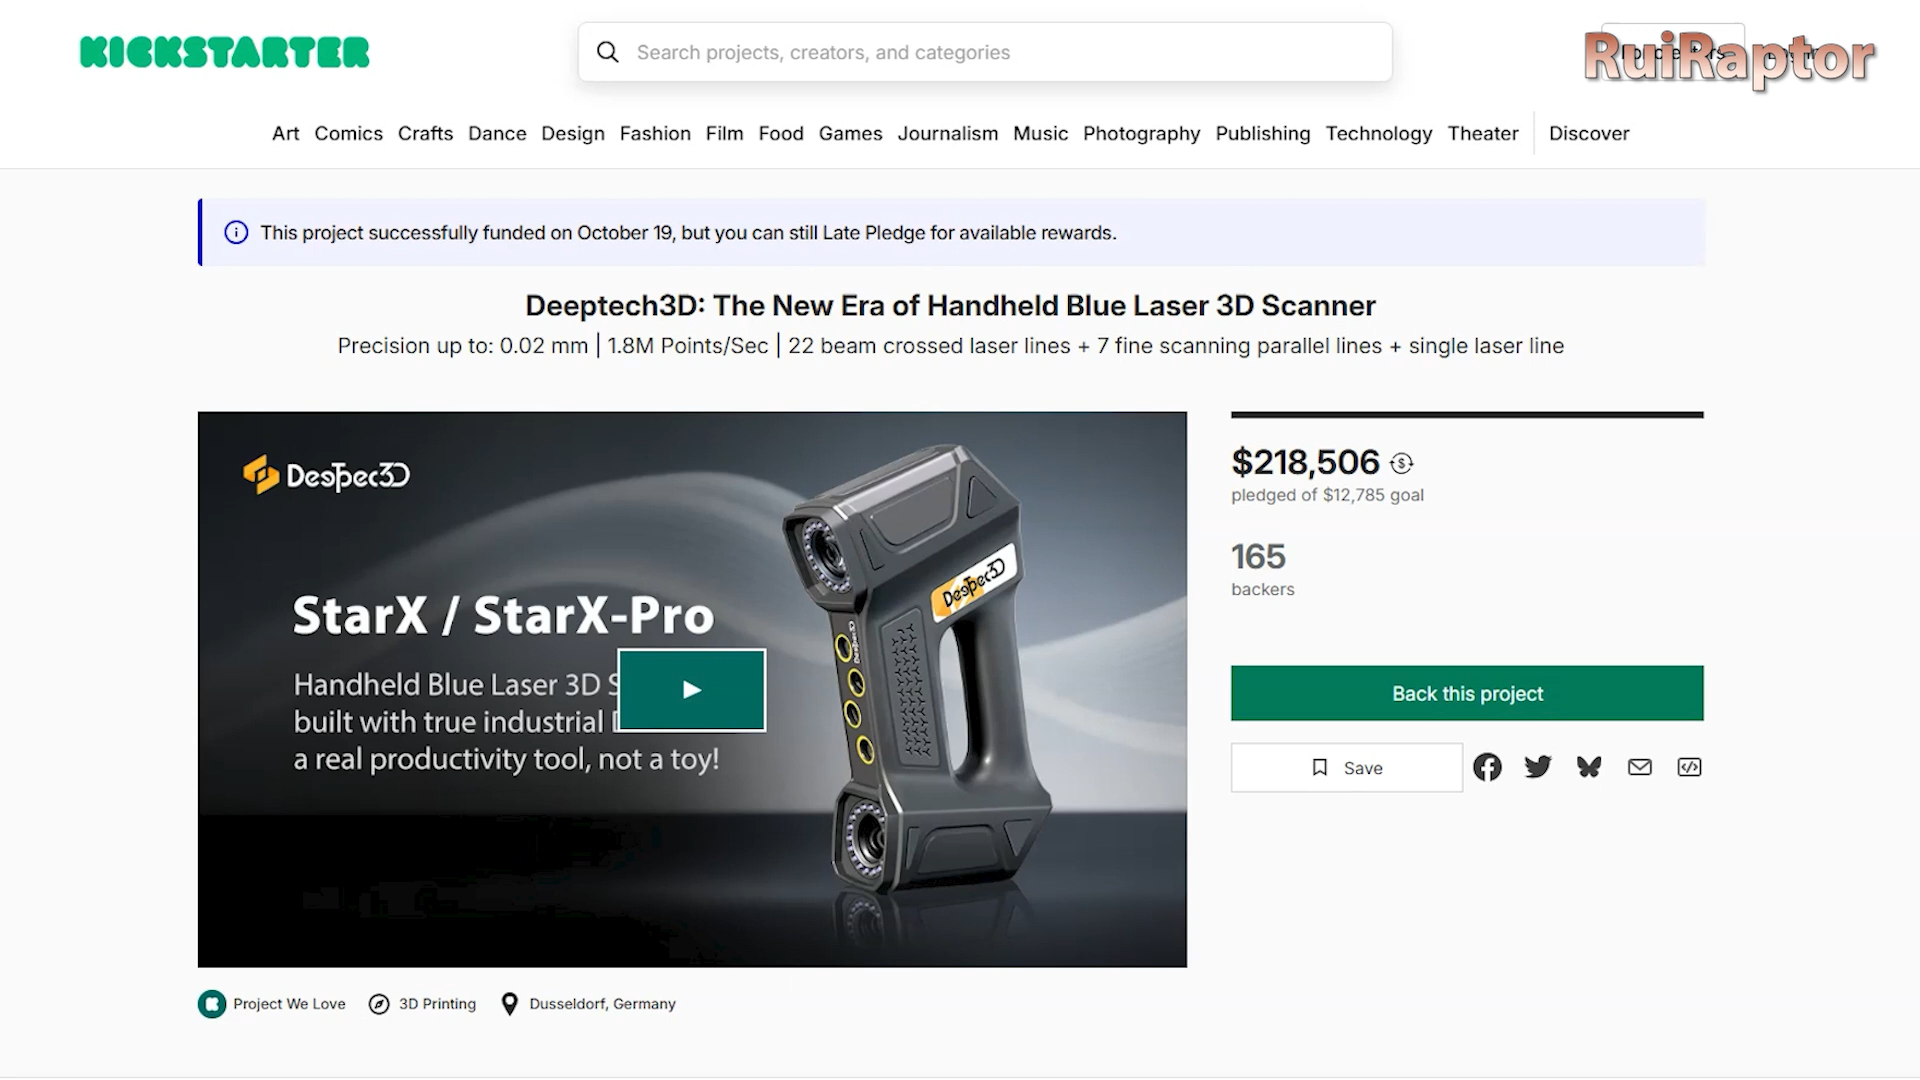 KICKSTARTER
Search projects, creators, and categories
RuiRaptor
Art Comics Crafts Dance Design Fashion Film Food Games Journalism Music Photography Publishing Technology Theater Discover
This project successfully funded on October 19, but you can still Late Pledge for available rewards.
Deeptech3D: The New Era of Handheld Blue Laser 3D Scanner
Precision up to: 0.02 mm | 1.8M Points/Sec | 22 beam crossed laser lines + 7 fine scanning parallel lines + single laser line
Deeptec3D
StarX / StarX-Pro
Handheld Blue Laser 3D
built with true industrial
a real productivity tool, not a toy!
Deeptec3D
Deeptec3D
$218,506
pledged of $12,785 goal
165
backers
Back this project
Save
Project We Love
3D Printing
Dusseldorf, Germany